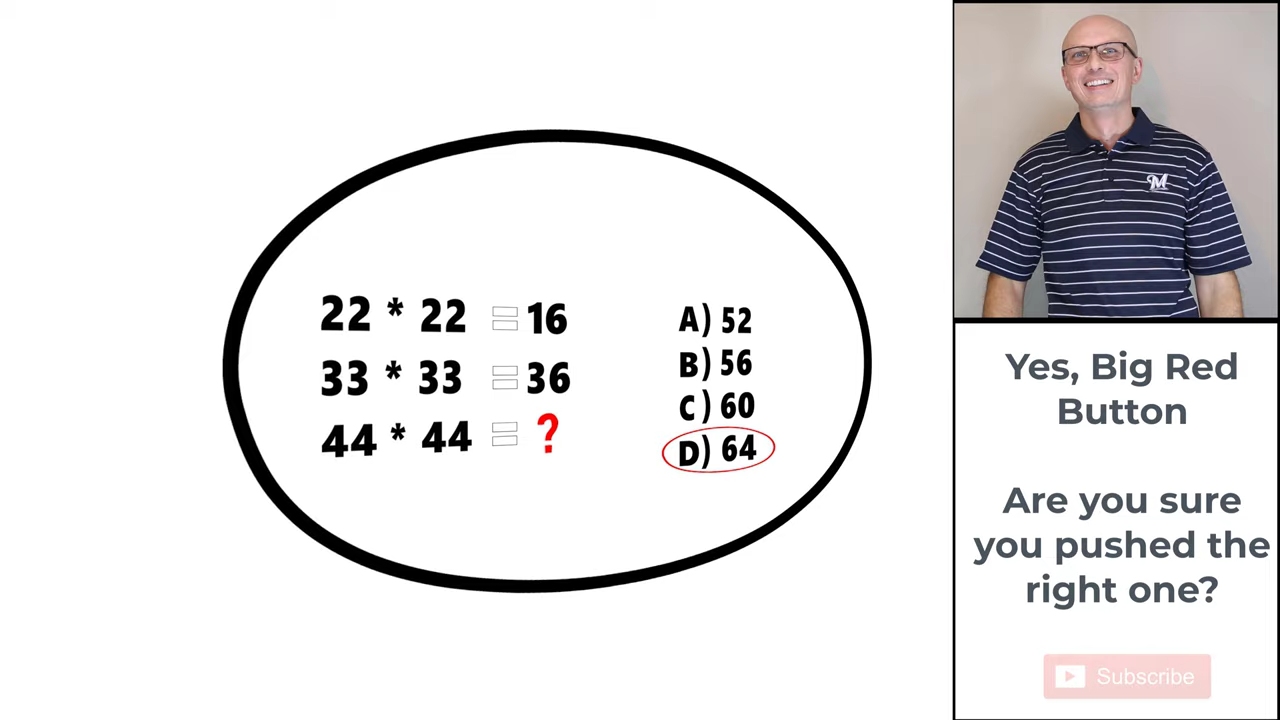 22 * 22 = 16
33 * 33 = 36
44 * 44 = ?
A) 52
B) 56
C) 60
D) 64
M
Yes, Big Red
Button
Are you sure
you pushed the
right one?
Subscribe